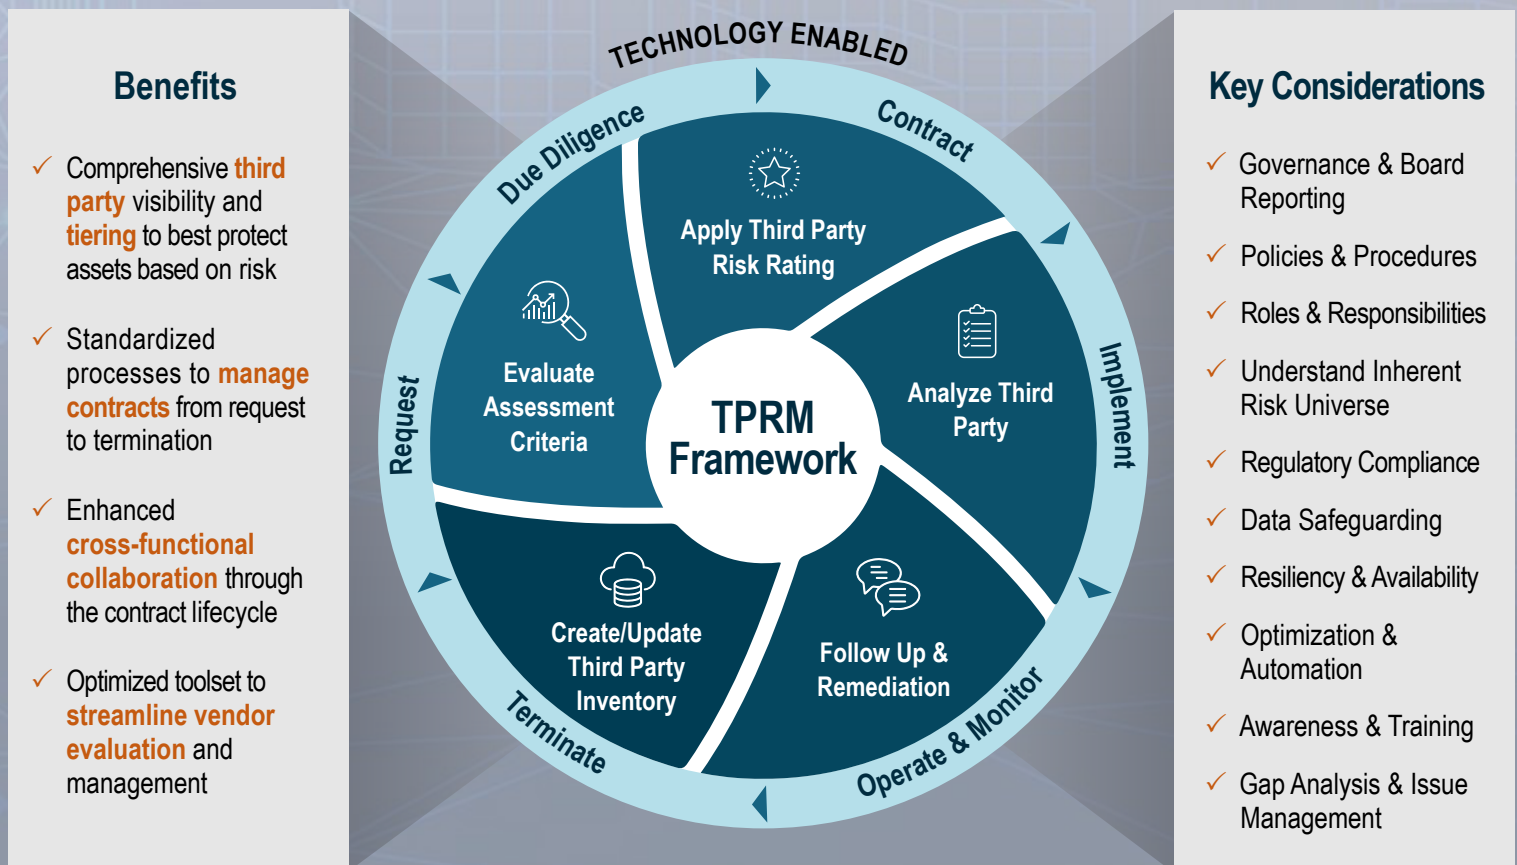 Benefits
Comprehensive third
party visibility and
tiering to best protect
assets based on risk
Standardized
processes to manage
contracts from request
to termination
Enhanced
cross-functional
collaboration through
the contract lifecycle
Optimized toolset to
streamline vendor
evaluation and
management
TECHNOLOGY ENABLED
Due Diligence
Contract
Implement
Operate & Monitor
Terminate
Request
Apply Third Party
Risk Rating
Analyze Third
Party
Follow Up &
Remediation
Create/Update
Third Party
Inventory
Evaluate
Assessment
Criteria
TPRM
Framework
Key Considerations
Governance & Board
Reporting
Policies & Procedures
Roles & Responsibilities
Understand Inherent
Risk Universe
Regulatory Compliance
Data Safeguarding
Resiliency & Availability
Optimization &
Automation
Awareness & Training
Gap Analysis & Issue
Management